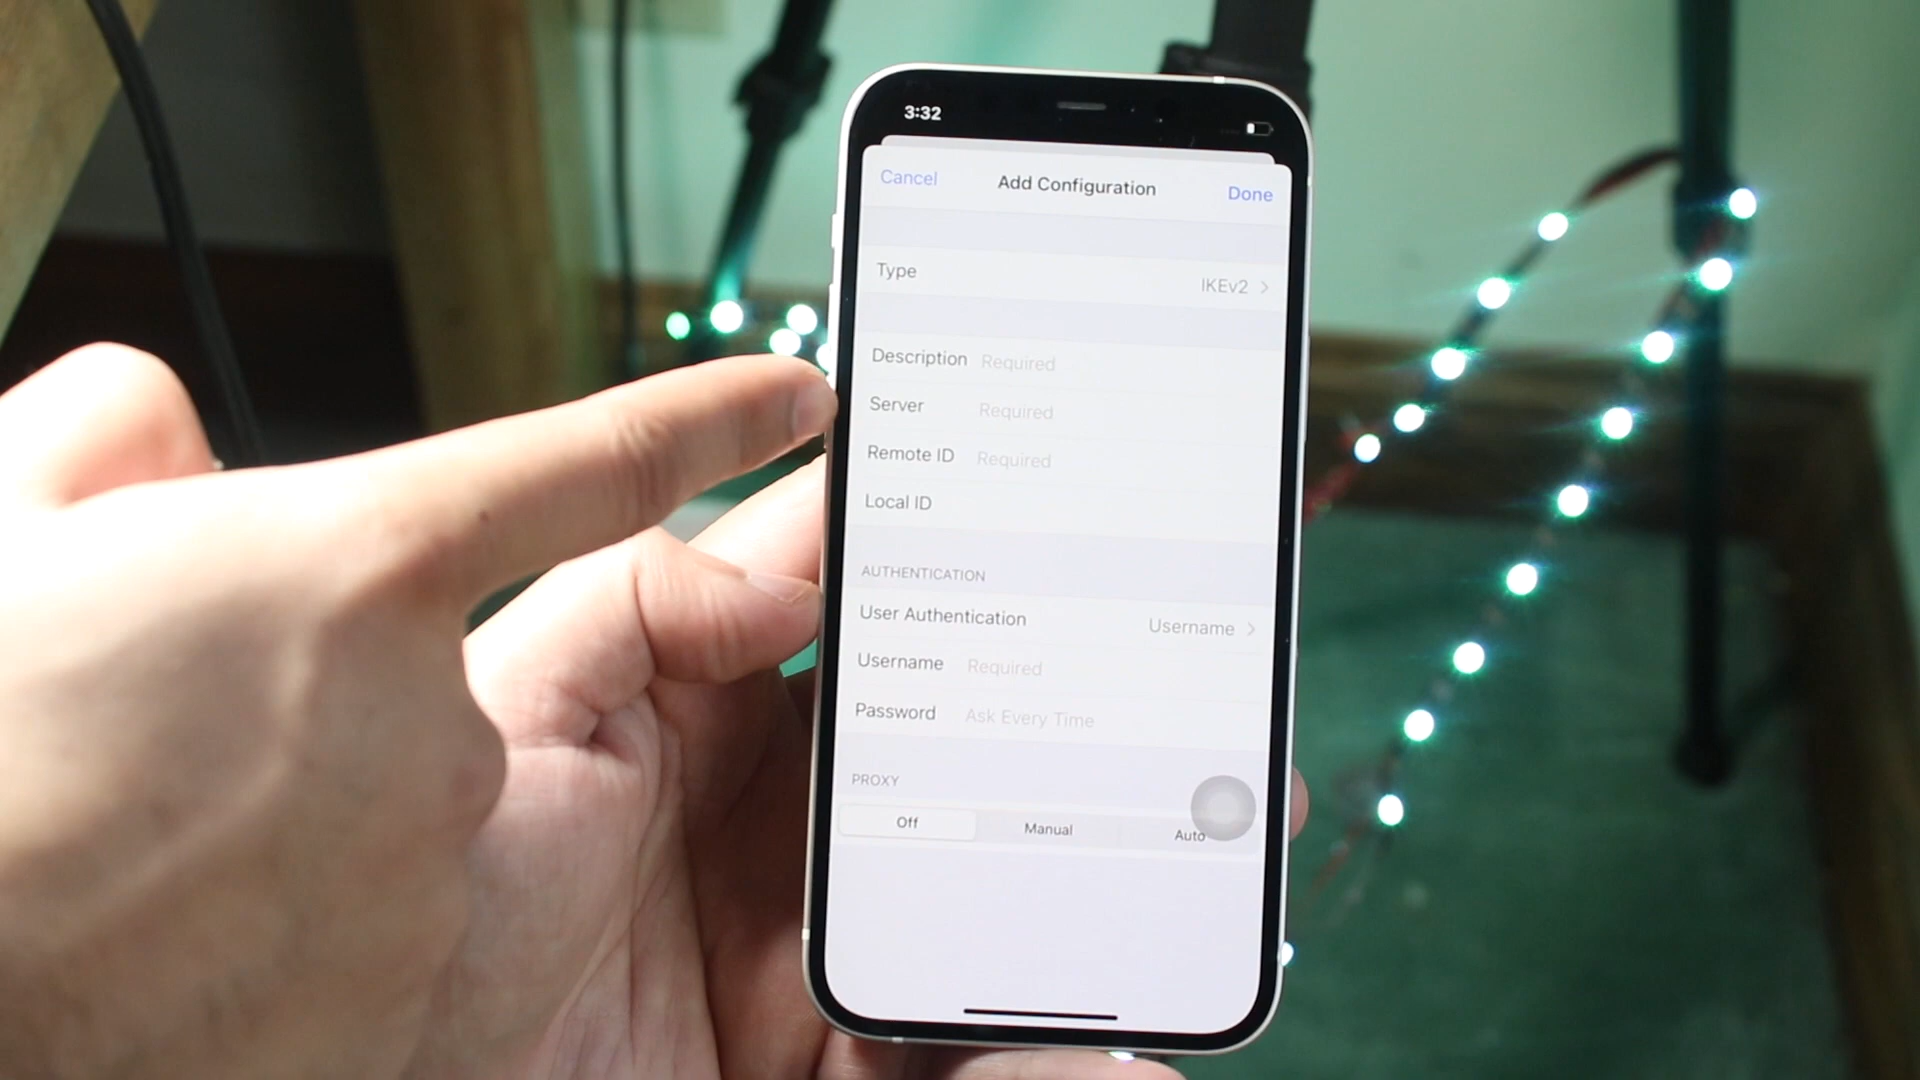 3:32
Cancel Add Configuration Done
Type IKEv2
Description Required
Server Required
Remote ID Required
Local ID
AUTHENTICATION
User Authentication Username
Username Required
Password Ask Every Time
PROXY
Off Manual Auto